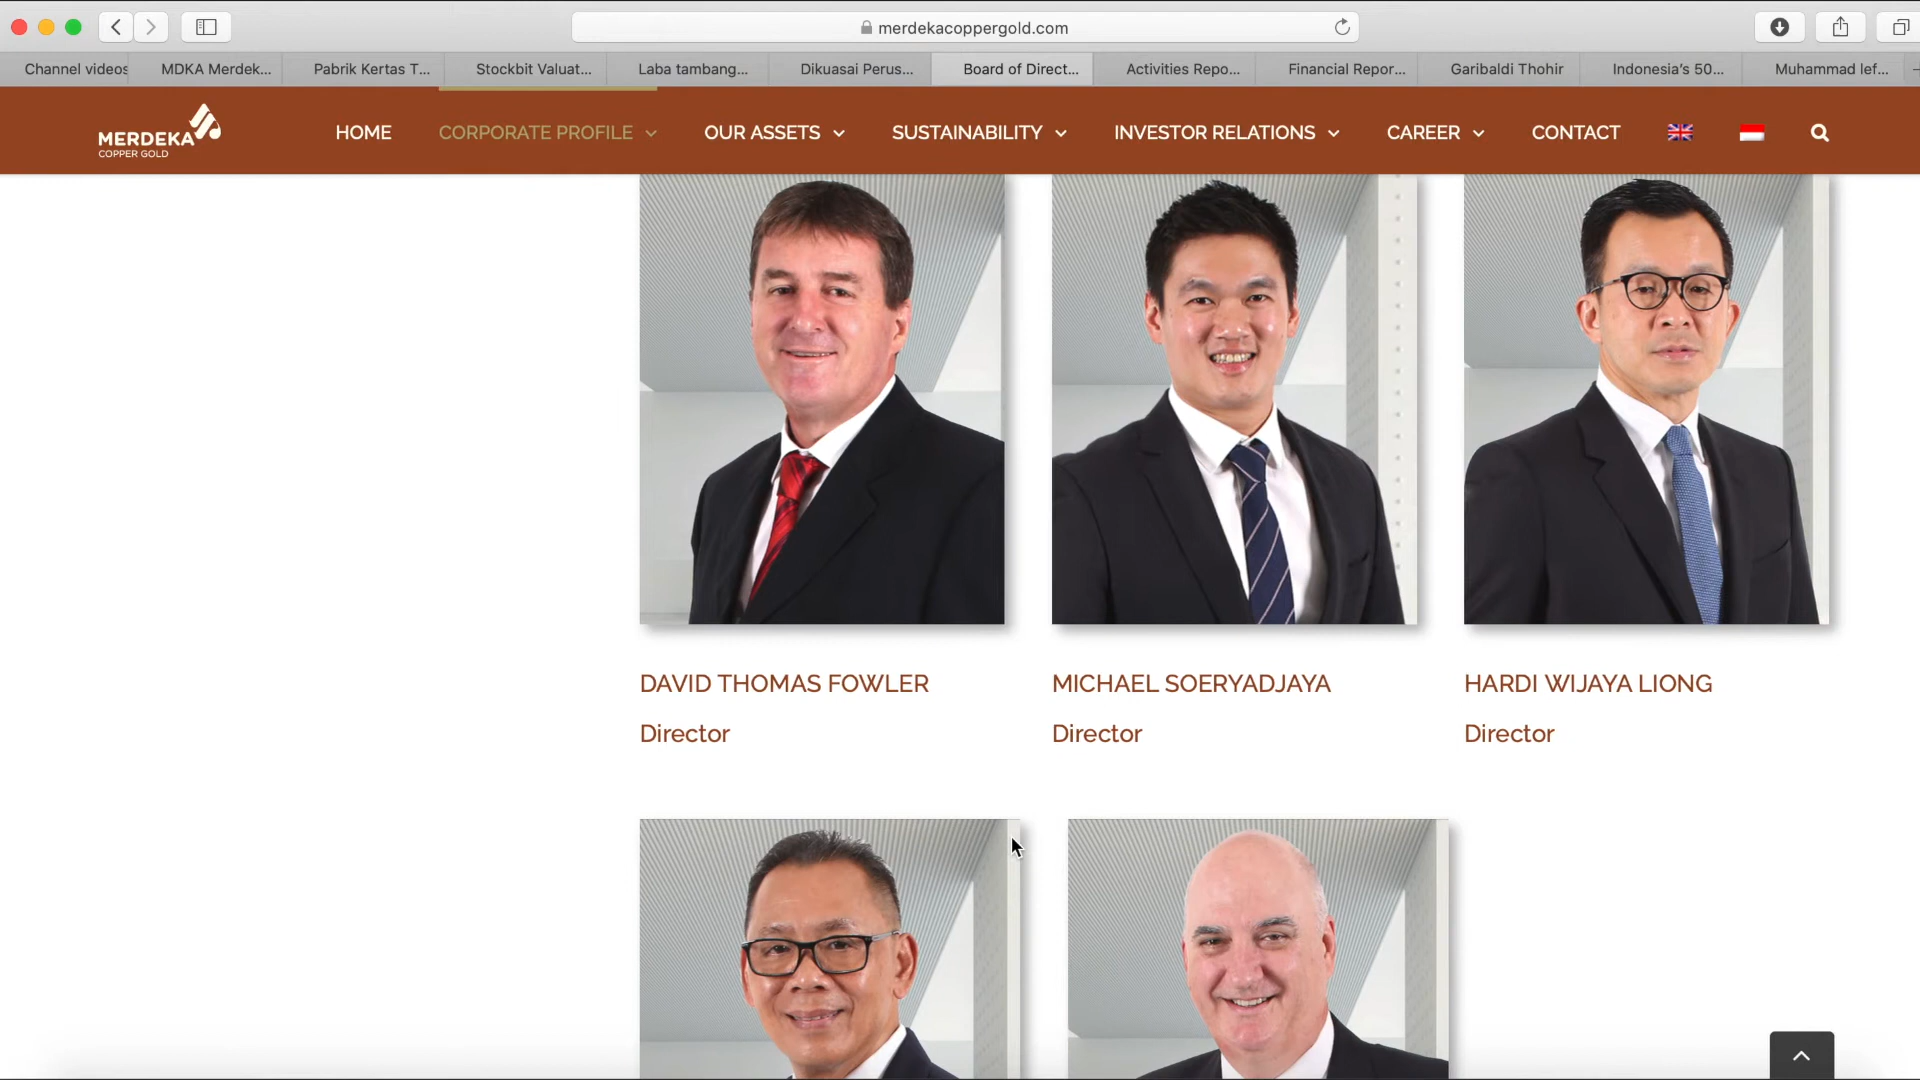 merdekacoppergold.com
Channel videos
MDKA Merdek...
Pabrik Kertas T...
Stockbit Valuat...
Laba tambang...
Dikuasai Perus...
Board of Direct...
Activities Repo...
Financial Repor...
Garibaldi Thohir
Indonesia's 50...
Muhammad lef...
MERDEKA
COPPER GOLD
HOME
CORPORATE PROFILE
OUR ASSETS
SUSTAINABILITY
INVESTOR RELATIONS
CAREER
CONTACT
DAVID THOMAS FOWLER
Director
MICHAEL SOERYADJAYA
Director
HARDI WIJAYA LIONG
Director